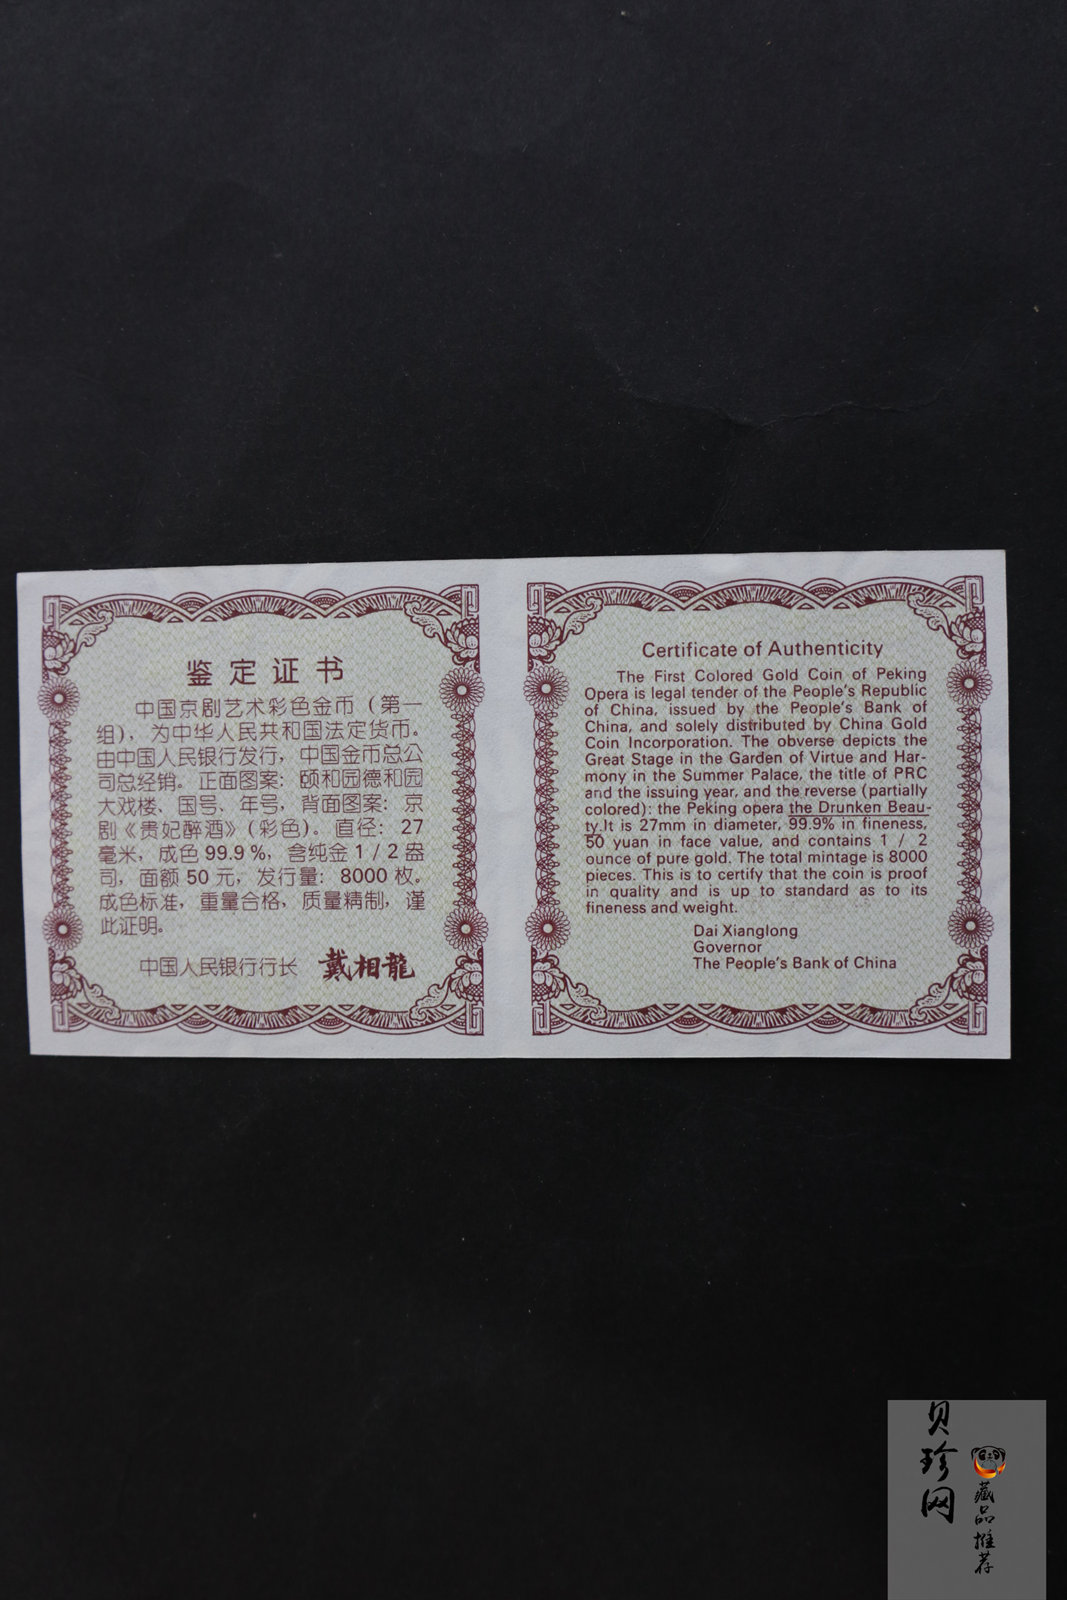 鉴定证书
中国京剧艺术彩色金币（第一
组），为中华人民共和国法定货币。
由中国人民银行发行，中国金币总公
司总经销。正面图案：颐和园德和园
大戏楼、国号、年号，背面图案：京
剧《贵妃醉酒》（彩色）。直径：27
毫米，成色99.9%，含纯金1/2盎
司，面额50元，发行量：8000枚。
成色标准，重量合格，质量精制，谨
此证明。
中国人民银行行长 戴相龍
Certificate of Authenticity
The First Colored Gold Coin of Peking
Opera is legal tender of the People's Republic
of China, issued by the People's Bank of
China, and solely distributed by China Gold
Coin Incorporation. The obverse depicts the
Great Stage in the Garden of Virtue and Har-
mony in the Summer Palace, the title of PRC
and the issuing year, and the reverse (partially
colored): the Peking opera the Drunken Beau-
ty.It is 27mm in diameter, 99.9% in fineness,
50 yuan in face value, and contains 1 / 2
ounce of pure gold. The total mintage is 8000
pieces. This is to certify that the coin is proof
in quality and is up to standard as to its
fineness and weight.
Dai Xianglong
Governor
The People's Bank of China
贝珍网
藏品推荐